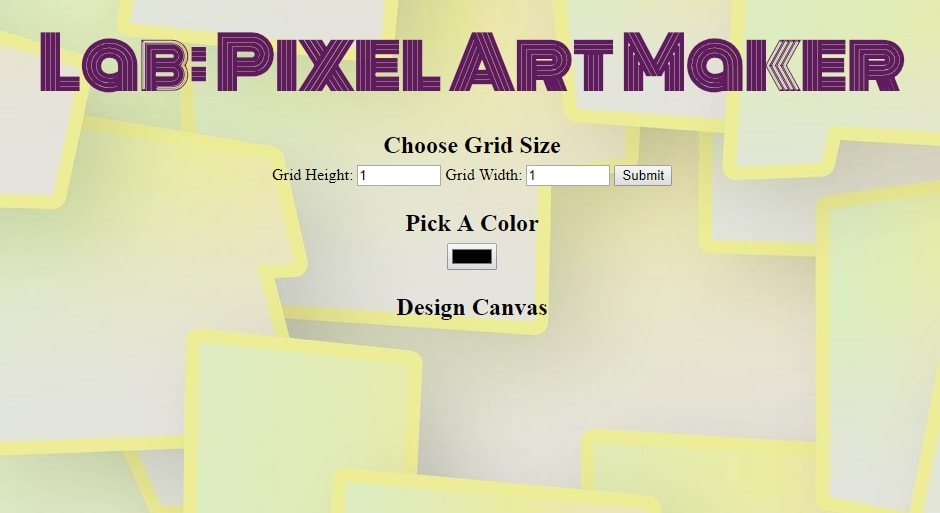 Lab: Pixel Art Maker
Choose Grid Size
Grid Height: 1 Grid Width: 1 Submit
Pick A Color
Design Canvas